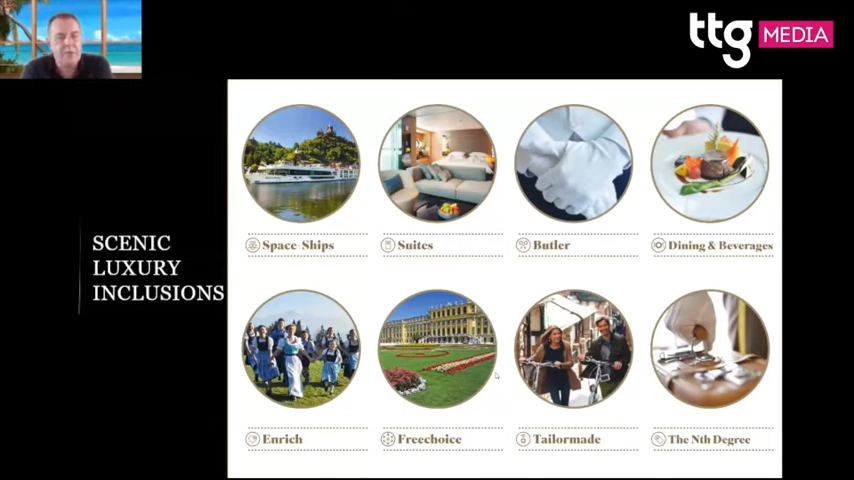 ttg MEDIA
SCENIC
LUXURY
INCLUSIONS
Space-Ships
Suites
Butler
Dining & Beverages
Enrich
Freechoice
Tailormade
The Nth Degree